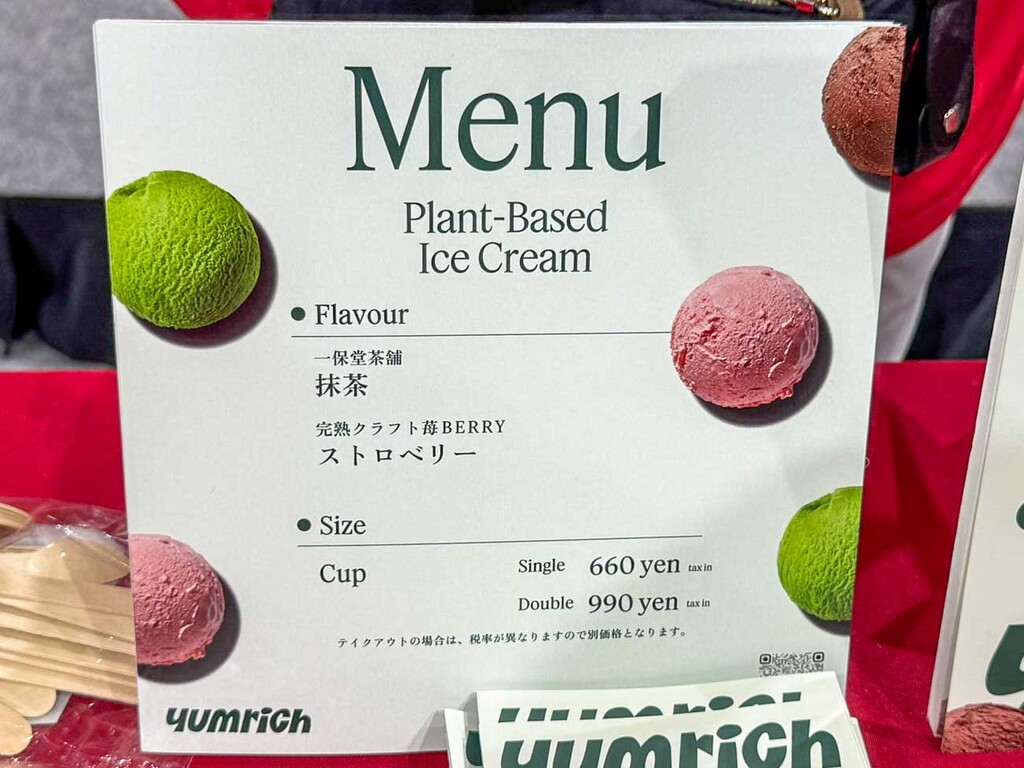 Menu
Plant-Based
Ice Cream
● Flavour
一保堂茶舗
抹茶
完熟クラフト苺BERRY
ストロベリー
● Size
Cup
Single 660 yen tax in
Double 990 yen tax in
テイクアウトの場合は、税率が異なりますので別価格となります。
yumrich
yumrich
yumrich